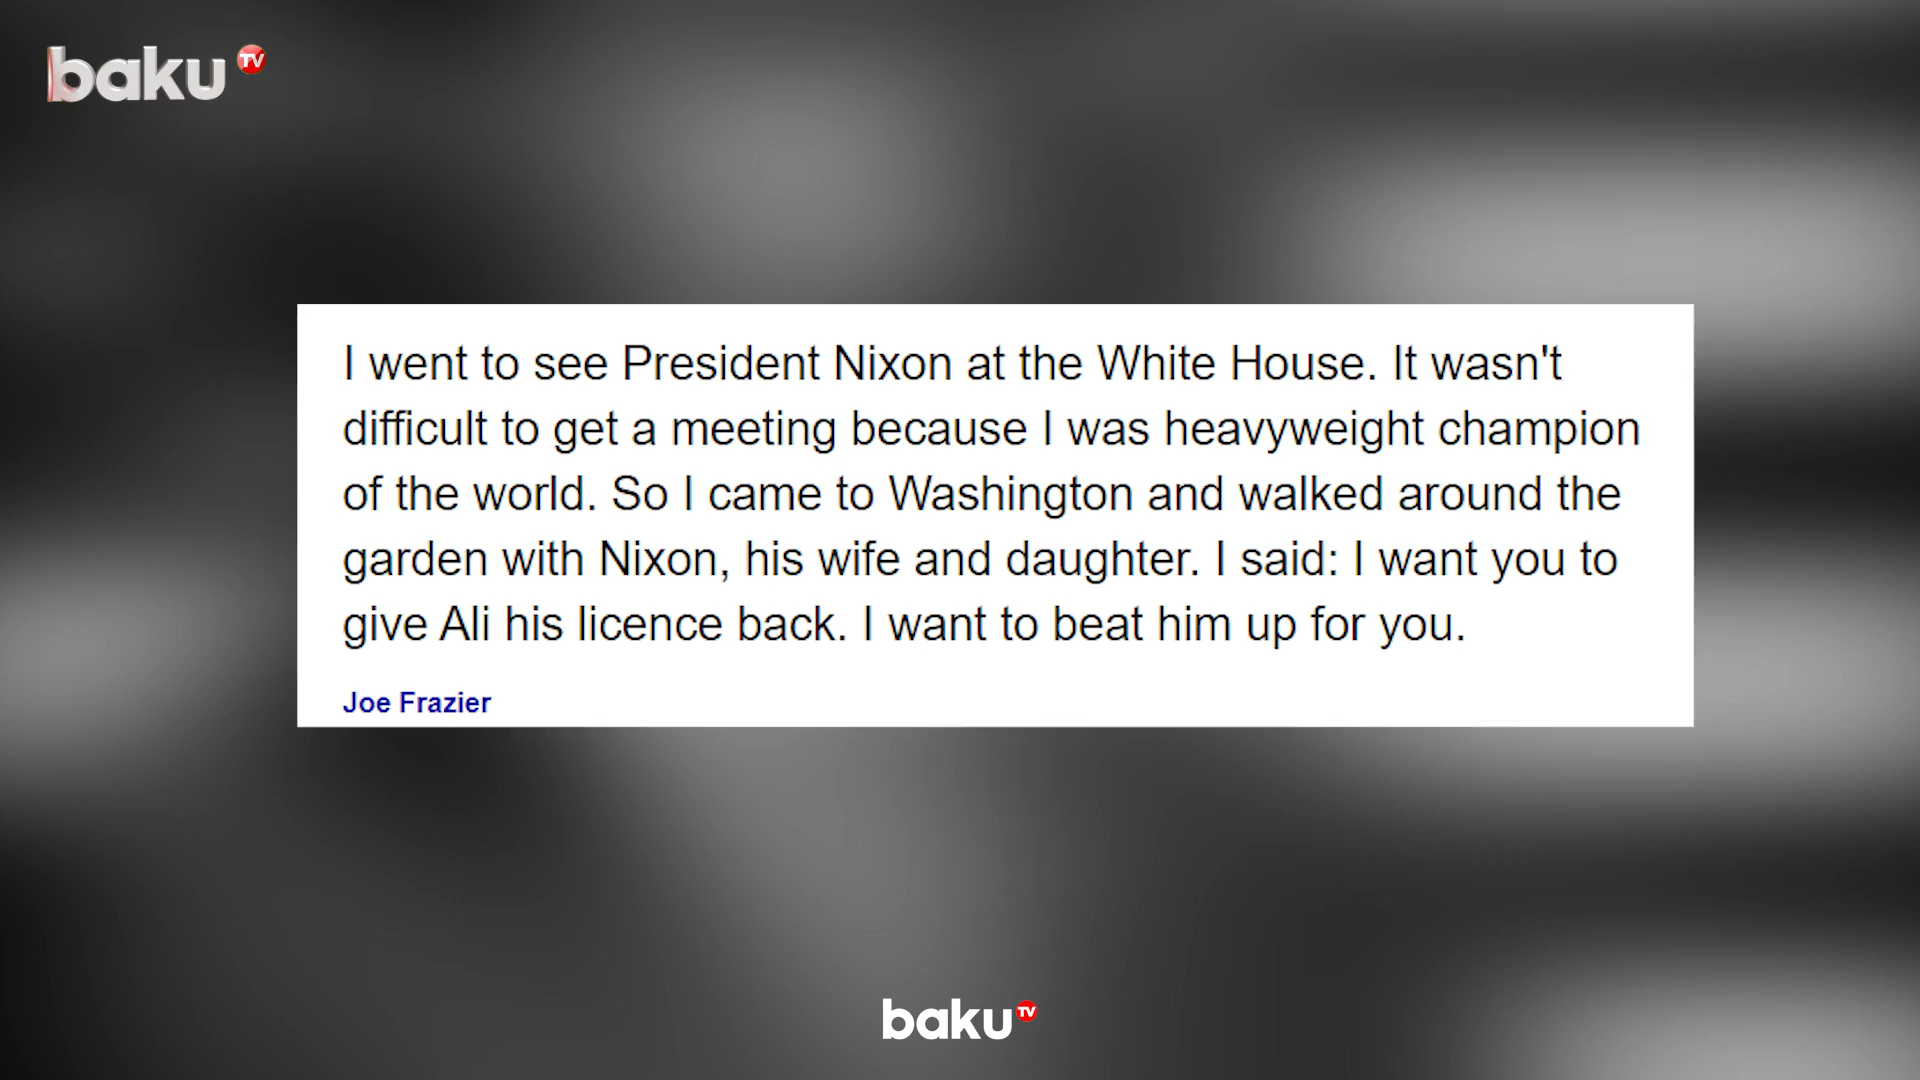 baku TV
I went to see President Nixon at the White House. It wasn't
difficult to get a meeting because I was heavyweight champion
of the world. So I came to Washington and walked around the
garden with Nixon, his wife and daughter. I said: I want you to
give Ali his licence back. I want to beat him up for you.
Joe Frazier
baku TV